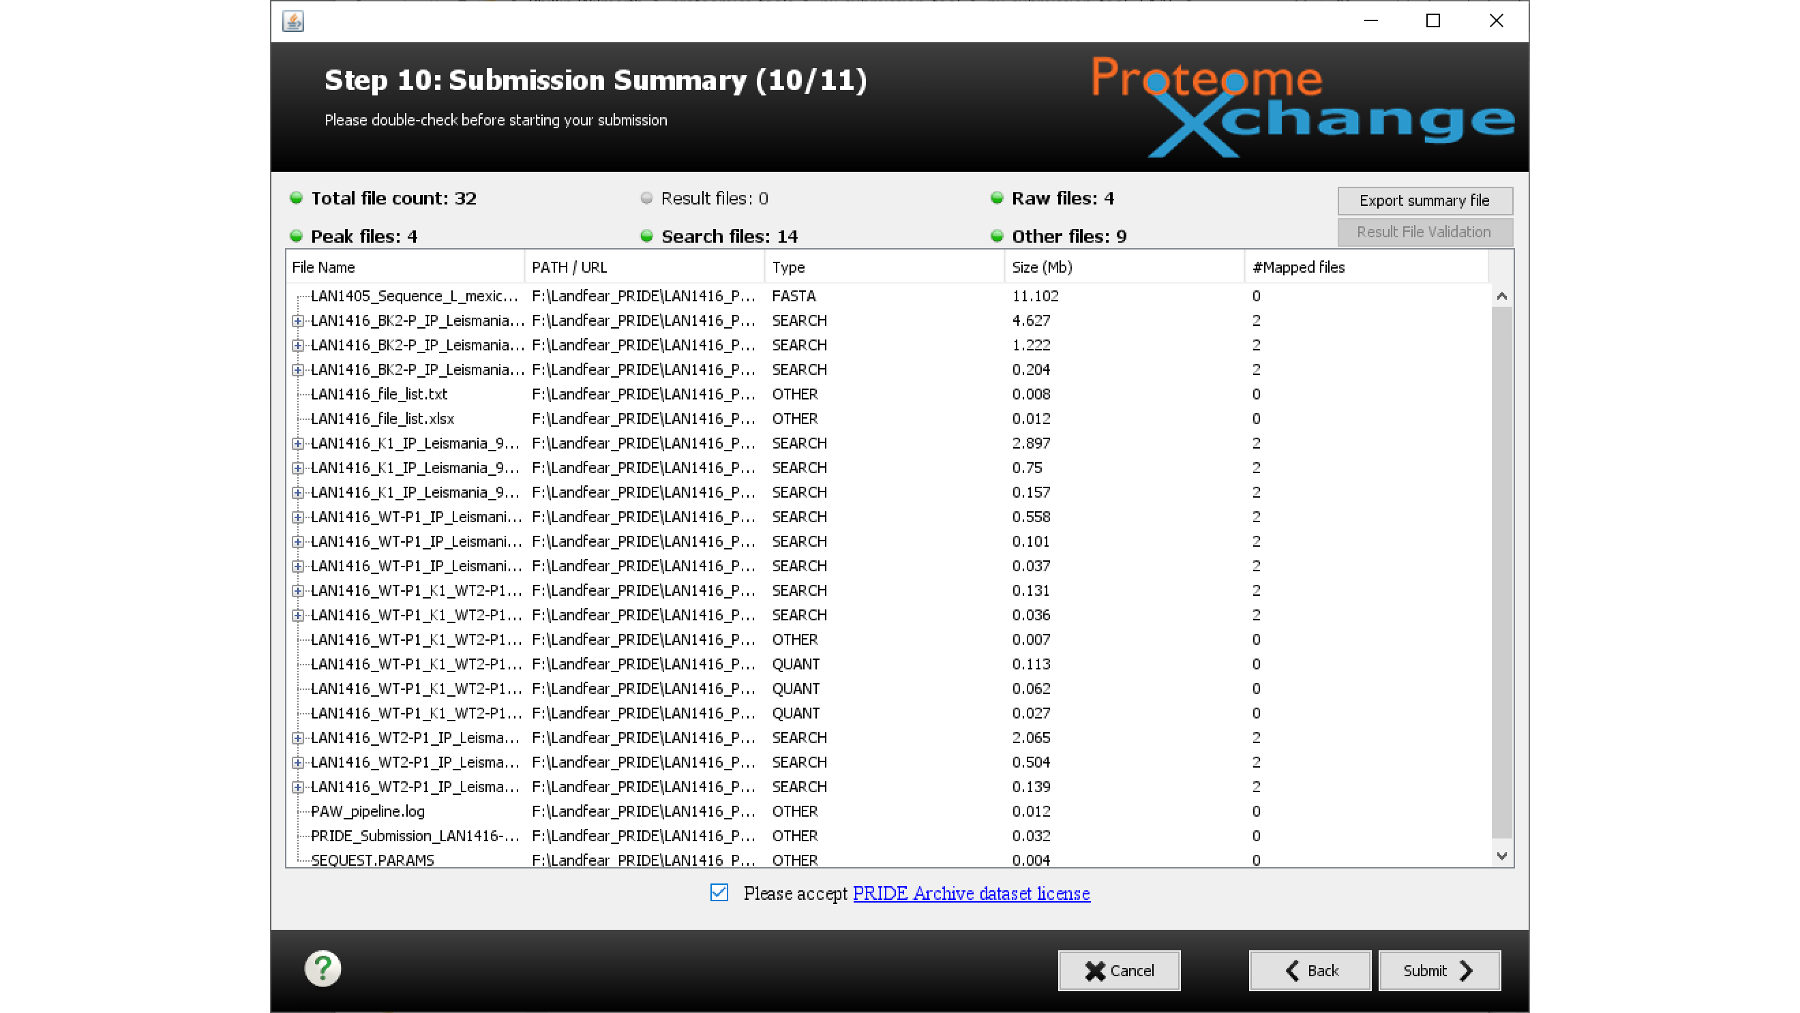 Step 10: Submission Summary (10/11)
Please double-check before starting your submission
Proteome
Xchange
Total file count: 32 Result files: 0 Raw files: 4 Export summary file
Peak files: 4 Search files: 14 Other files: 9 Result File Validation
File Name PATH / URL Type Size (Mb) #Mapped files
LAN1405_Sequence_L_mexic... F:\Landfear_PRIDE\LAN1416_P... FASTA 11.102 0
LAN1416_BK2-P_IP_Leismania... F:\Landfear_PRIDE\LAN1416_P... SEARCH 4.627 2
LAN1416_BK2-P_IP_Leismania... F:\Landfear_PRIDE\LAN1416_P... SEARCH 1.222 2
LAN1416_BK2-P_IP_Leismania... F:\Landfear_PRIDE\LAN1416_P... SEARCH 0.204 2
LAN1416_file_list.txt F:\Landfear_PRIDE\LAN1416_P... OTHER 0.008 0
LAN1416_file_list.xlsx F:\Landfear_PRIDE\LAN1416_P... OTHER 0.012 0
LAN1416_K1_IP_Leismania_9... F:\Landfear_PRIDE\LAN1416_P... SEARCH 2.897 2
LAN1416_K1_IP_Leismania_9... F:\Landfear_PRIDE\LAN1416_P... SEARCH 0.75 2
LAN1416_K1_IP_Leismania_9... F:\Landfear_PRIDE\LAN1416_P... SEARCH 0.157 2
LAN1416_WT-P1_IP_Leismani... F:\Landfear_PRIDE\LAN1416_P... SEARCH 0.558 2
LAN1416_WT-P1_IP_Leismani... F:\Landfear_PRIDE\LAN1416_P... SEARCH 0.101 2
LAN1416_WT-P1_IP_Leismani... F:\Landfear_PRIDE\LAN1416_P... SEARCH 0.037 2
LAN1416_WT-P1_K1_WT2-P1... F:\Landfear_PRIDE\LAN1416_P... SEARCH 0.131 2
LAN1416_WT-P1_K1_WT2-P1... F:\Landfear_PRIDE\LAN1416_P... SEARCH 0.036 2
LAN1416_WT-P1_K1_WT2-P1... F:\Landfear_PRIDE\LAN1416_P... OTHER 0.007 0
LAN1416_WT-P1_K1_WT2-P1... F:\Landfear_PRIDE\LAN1416_P... QUANT 0.113 0
LAN1416_WT-P1_K1_WT2-P1... F:\Landfear_PRIDE\LAN1416_P... QUANT 0.062 0
LAN1416_WT-P1_K1_WT2-P1... F:\Landfear_PRIDE\LAN1416_P... QUANT 0.027 0
LAN1416_WT2-P1_IP_Leisma... F:\Landfear_PRIDE\LAN1416_P... SEARCH 2.065 2
LAN1416_WT2-P1_IP_Leisma... F:\Landfear_PRIDE\LAN1416_P... SEARCH 0.504 2
LAN1416_WT2-P1_IP_Leisma... F:\Landfear_PRIDE\LAN1416_P... SEARCH 0.139 2
PAW_pipeline.log F:\Landfear_PRIDE\LAN1416_P... OTHER 0.012 0
PRIDE_Submission_LAN1416-... F:\Landfear_PRIDE\LAN1416_P... OTHER 0.032 0
SEQUEST.PARAMS F:\Landfear_PRIDE\LAN1416_P... OTHER 0.004 0
Please accept PRIDE Archive dataset license
? Cancel Back Submit